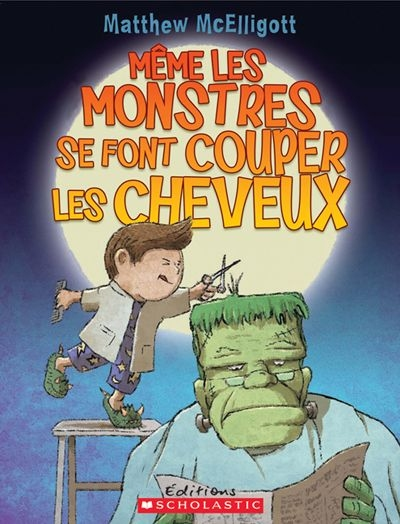 Matthew McElligott
MÊME LES
MONSTRES
SE FONT COUPER
LES CHEVEUX
Éditions
SCHOLASTIC